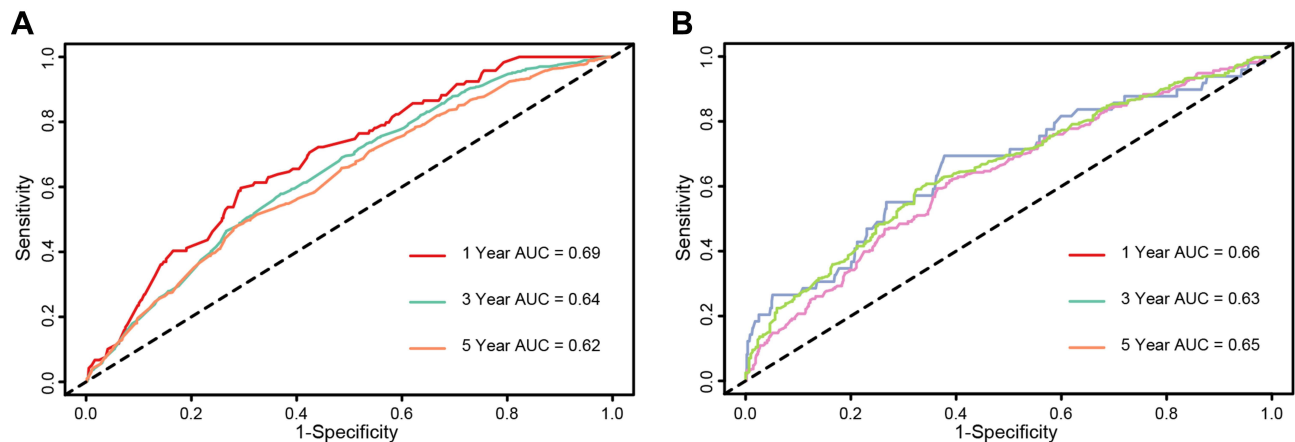 A
Sensitivity
1.0
0.8
0.6
0.4
0.2
0.0
1 Year AUC = 0.69
3 Year AUC = 0.64
5 Year AUC = 0.62
0.0 0.2 0.4 0.6 0.8 1.0
1-Specificity
B
Sensitivity
1.0
0.8
0.6
0.4
0.2
0.0
1 Year AUC = 0.66
3 Year AUC = 0.63
5 Year AUC = 0.65
0.0 0.2 0.4 0.6 0.8 1.0
1-Specificity